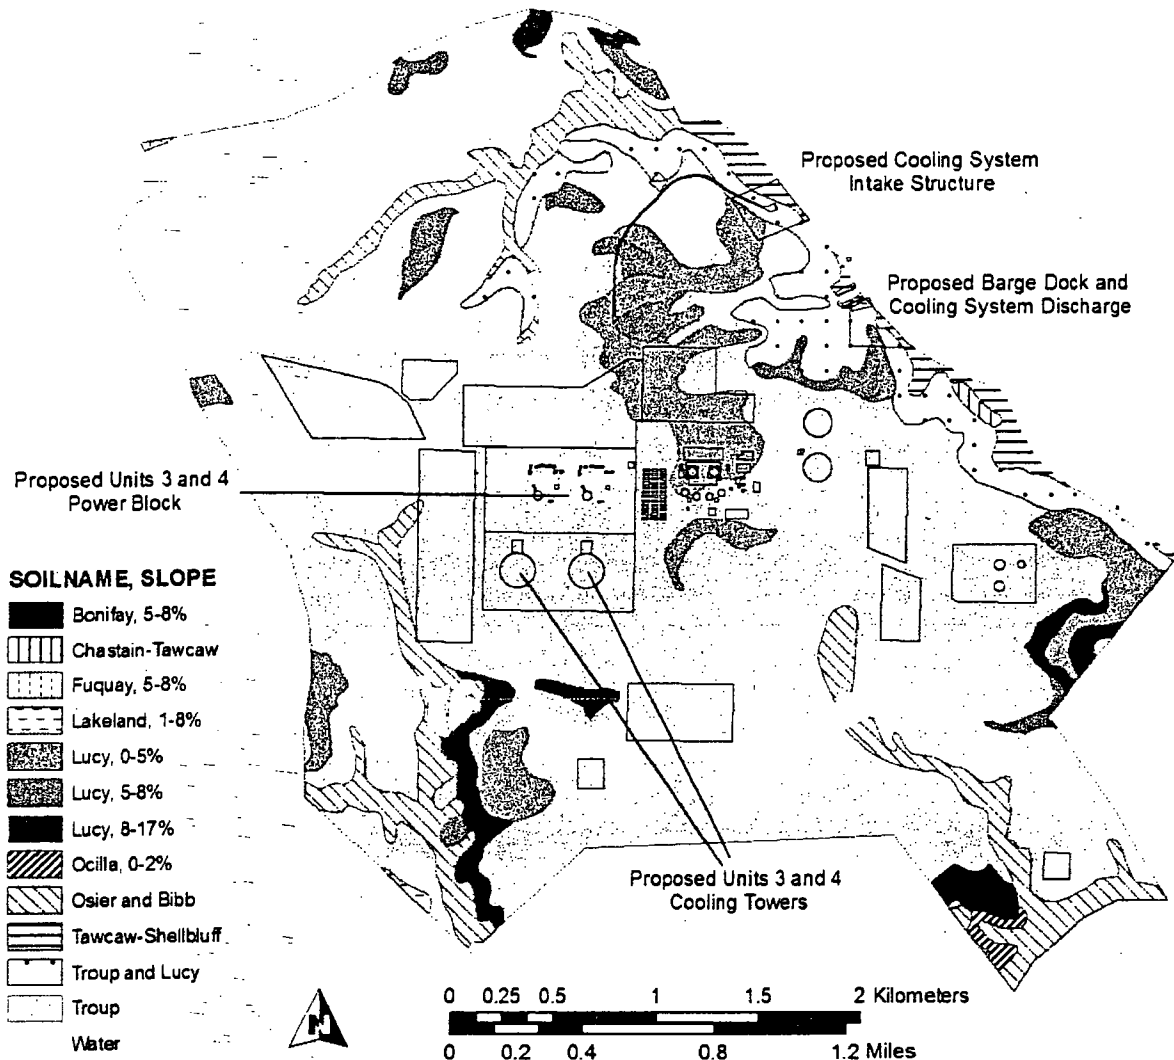 Proposed Cooling System
Intake Structure
Proposed Barge Dock and
Cooling System Discharge
Proposed Units 3 and 4
Power Block
SOILNAME, SLOPE
Bonifay, 5-8%
Chastain-Tawcaw
Fuquay, 5-8%
Lakeland, 1-8%
Lucy, 0-5%
Lucy, 5-8%
Lucy, 8-17%
Ocilla, 0-2%
Osier and Bibb
Tawcaw-Shellbluff
Troup and Lucy
Troup
Water
Proposed Units 3 and 4
Cooling Towers
N
0 0.25 0.5 1 1.5 2 Kilometers
0 0.2 0.4 0.8 1.2 Miles